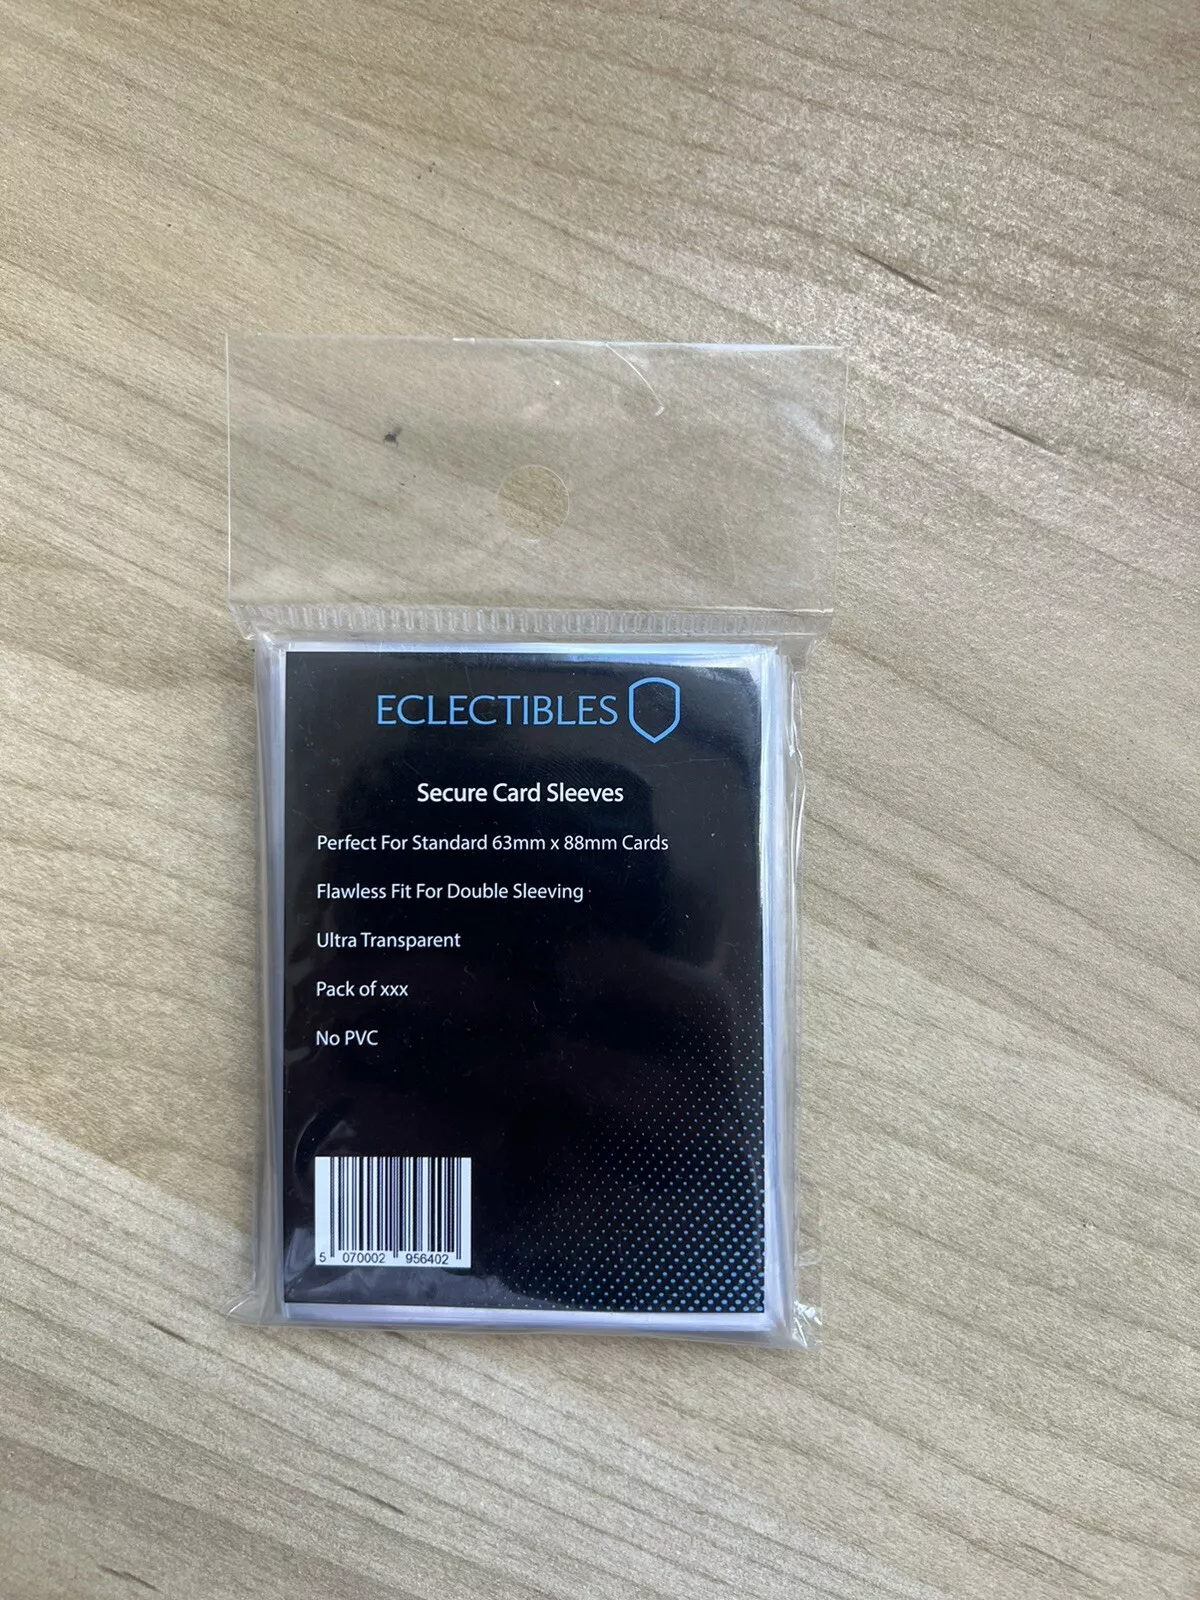 ECLECTIBLES
Secure Card Sleeves
Perfect For Standard 63mm x 88mm Cards
Flawless Fit For Double Sleeving
Ultra Transparent
Pack of xxx
No PVC
5 070002 956402